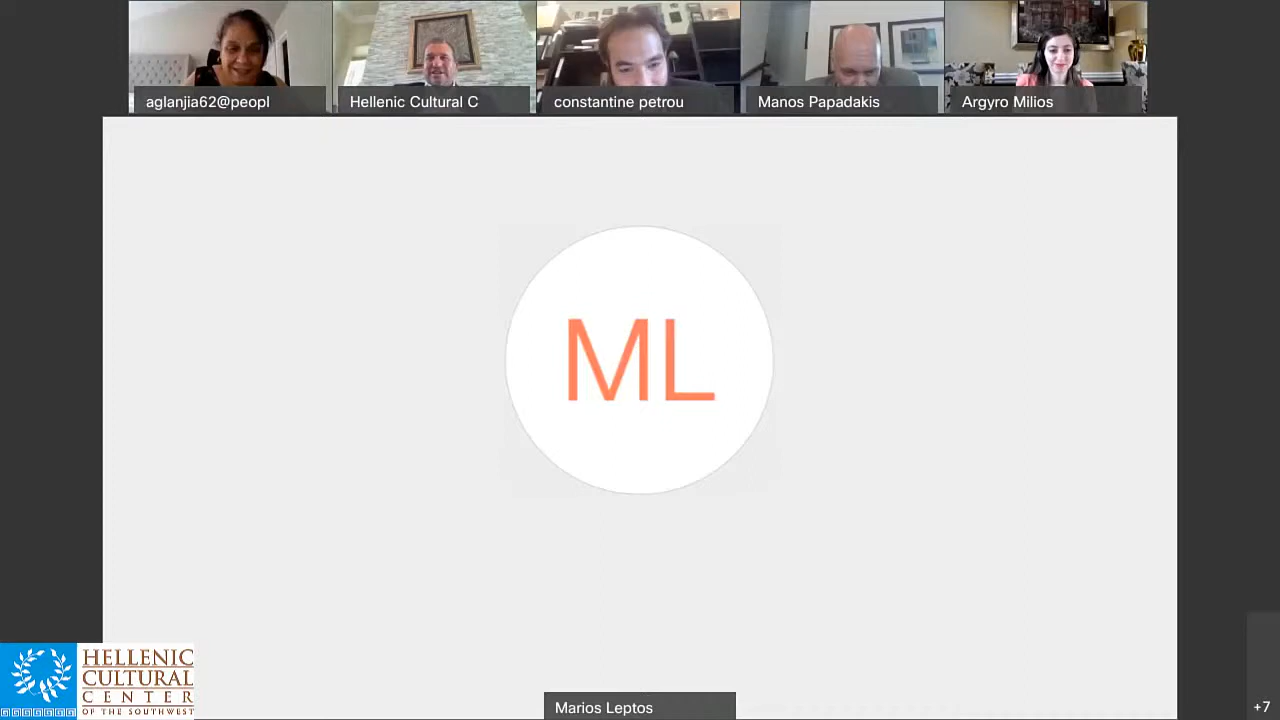 aglanjia62@peopl
Hellenic Cultural C
constantine petrou
Manos Papadakis
Argyro Milios
ML
HELLENIC
CULTURAL
CENTER
OF THE SOUTHWEST
Marios Leptos
+7